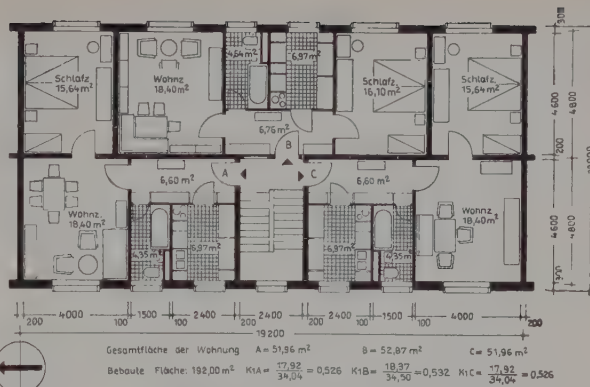 4,64 m²
6,97 m²
Schlafz.
15,64 m²
Wohnz
18,40 m²
Schlafz.
16,10 m²
Schlafz.
15,64 m²
6,76 m²
B
A
C
6,60 m²
6,60 m²
Wohnz.
18,40 m²
Wohnz
18,40 m²
4,35 m²
6,97 m²
6,97 m²
4,35 m²
300
4600
4800
200
4600
4800
300
4000 1500 2400 2400 2400 1500 4000
200 100 100 200 200 100 100 200
19200
Gesamtfläche der Wohnung A = 51,96 m² B = 52,87 m² C = 51,96 m²
Bebaute Fläche: 192,00 m² K1A = 17,92 / 34,04 = 0,526 K1B = 18,37 / 34,50 = 0,532 K1C = 17,92 / 34,04 = 0,526